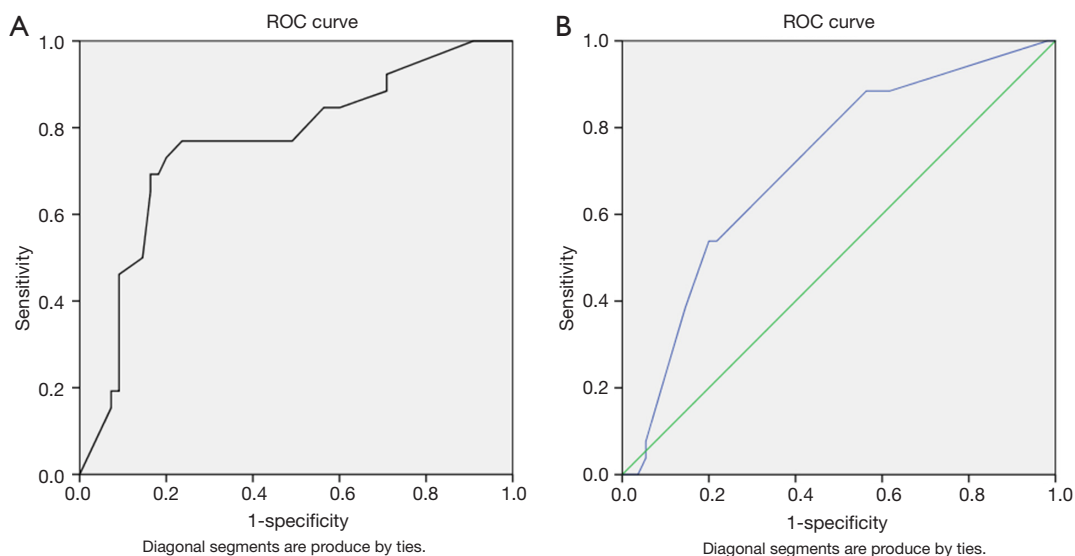 A
ROC curve
1.0
0.8
0.6
0.4
0.2
0.0
Sensitivity
0.0 0.2 0.4 0.6 0.8 1.0
1-specificity
Diagonal segments are produce by ties.
B
ROC curve
1.0
0.8
0.6
0.4
0.2
0.0
Sensitivity
0.0 0.2 0.4 0.6 0.8 1.0
1-specificity
Diagonal segments are produce by ties.